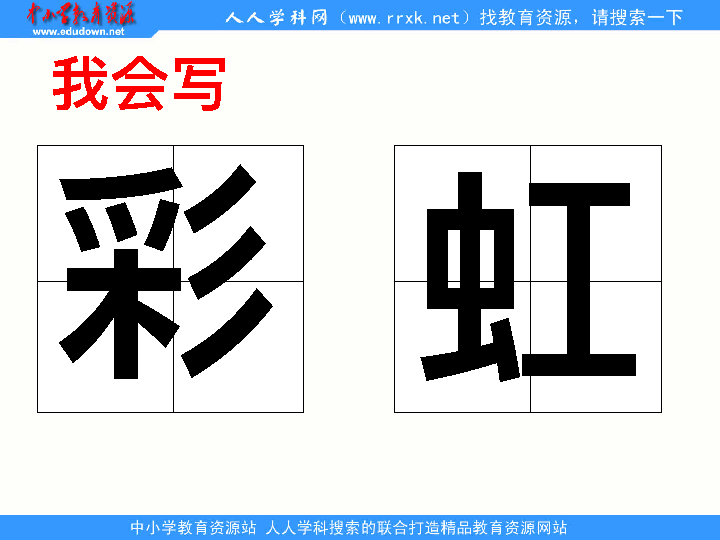 中小学教育资源
www.edudown.net
人人学科网（www.rrxk.net）找教育资源，请搜索一下
我会写
彩 虹
中小学教育资源站 人人学科搜索的联合打造精品教育资源网站